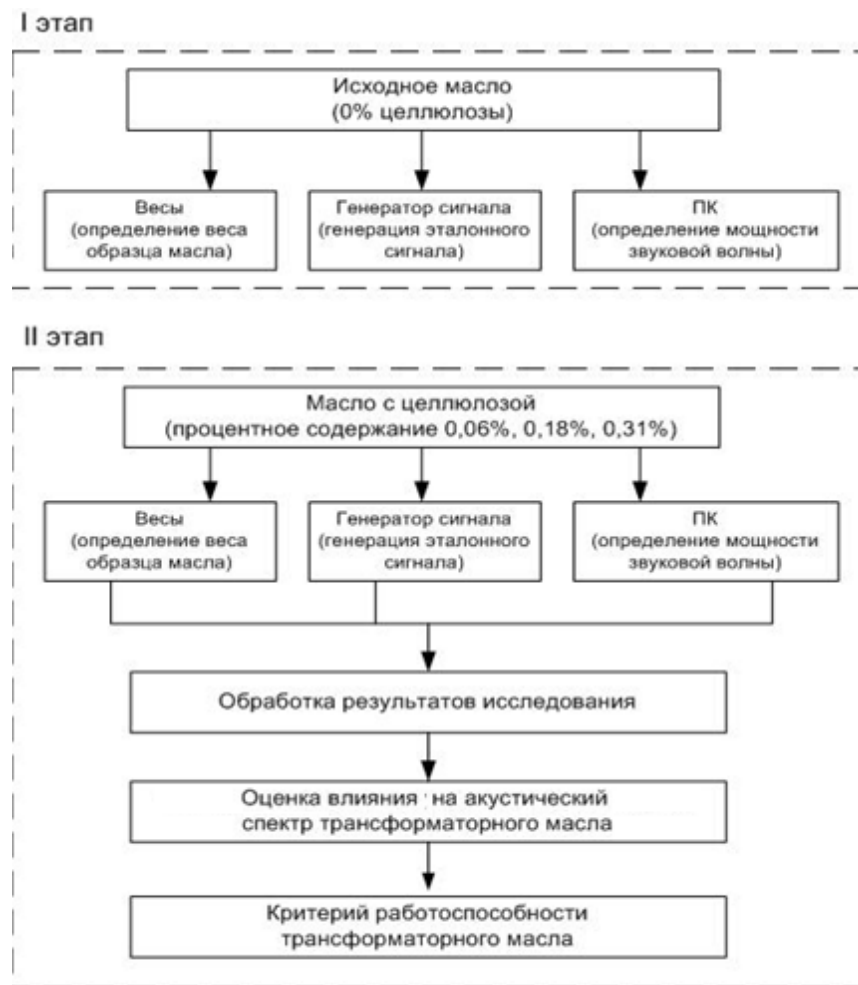 I этап
Исходное масло
(0% целлюлозы)
Весы
(определение веса
образца масла)
Генератор сигнала
(генерация эталонного
сигнала)
ПК
(определение мощности
звуковой волны)
II этап
Масло с целлюлозой
(процентное содержание 0,06%, 0,18%, 0,31%)
Весы
(определение веса
образца масла)
Генератор сигнала
(генерация эталонного
сигнала)
ПК
(определение мощности
звуковой волны)
Обработка результатов исследования
Оценка влияния на акустический
спектр трансформаторного масла
Критерий работоспособности
трансформаторного масла